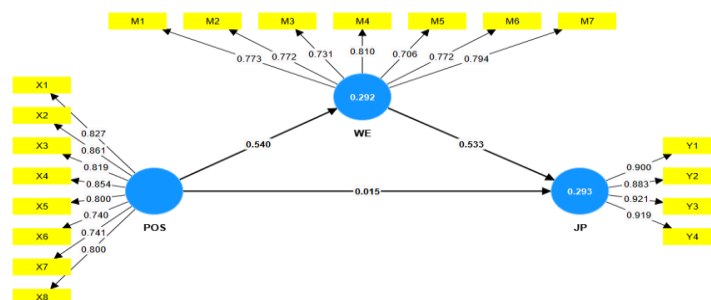 M1 M2 M3 M4 M5 M6 M7
0.773 0.772 0.731 0.810 0.706 0.772 0.794
0.292
WE
X1
X2
X3
X4
X5
X6
X7
X8
0.827
0.861
0.819
0.854
0.800
0.740
0.741
0.800
POS
0.540
0.533
0.015
0.293
JP
0.900
0.883
0.921
0.919
Y1
Y2
Y3
Y4